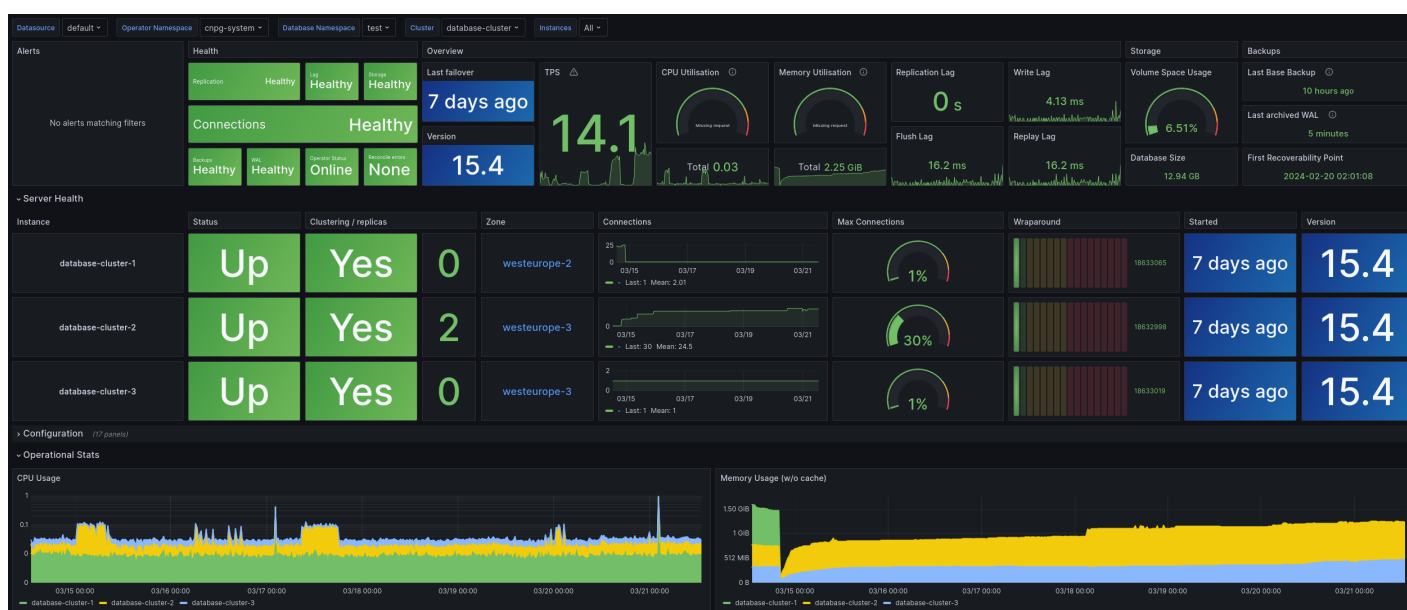 Datasource default Operator Namespace cnpg-system Database Namespace test Cluster database-cluster Instances All
Alerts Health Overview Storage Backups
No alerts matching filters
Replication Healthy
Lag Healthy
Storage Healthy
Connections Healthy
Backups Healthy
WAL Healthy
Operator Status Online
Reconcile errors None
Last failover
7 days ago
Version
15.4
TPS
14.1
CPU Utilisation
Missing request
Total 0.03
Memory Utilisation
Missing request
Total 2.25 GiB
Replication Lag
0 s
Write Lag
4.13 ms
Flush Lag
16.2 ms
Replay Lag
16.2 ms
Volume Space Usage
6.51%
Database Size
12.94 GB
Last Base Backup
10 hours ago
Last archived WAL
5 minutes
First Recoverability Point
2024-02-20 02:01:08
Server Health
Instance Status Clustering / replicas Zone Connections Max Connections Wraparound Started Version
database-cluster-1 Up Yes 0 westeurope-2
25
0
03/15 03/17 03/19 03/21
Last: 1 Mean: 2.01
1% 18633065 7 days ago 15.4
database-cluster-2 Up Yes 2 westeurope-3
0
03/15 03/17 03/19 03/21
Last: 30 Mean: 24.5
30% 18632998 7 days ago 15.4
database-cluster-3 Up Yes 0 westeurope-3
2
0
03/15 03/17 03/19 03/21
Last: 1 Mean: 1
1% 18633019 7 days ago 15.4
Configuration (17 panels)
Operational Stats
CPU Usage
1
0.1
0
0
03/15 00:00 03/16 00:00 03/17 00:00 03/18 00:00 03/19 00:00 03/20 00:00 03/21 00:00
database-cluster-1 database-cluster-2 database-cluster-3
Memory Usage (w/o cache)
1.50 GiB
1 GiB
512 MiB
0 B
03/15 00:00 03/16 00:00 03/17 00:00 03/18 00:00 03/19 00:00 03/20 00:00 03/21 00:00
database-cluster-1 database-cluster-2 database-cluster-3